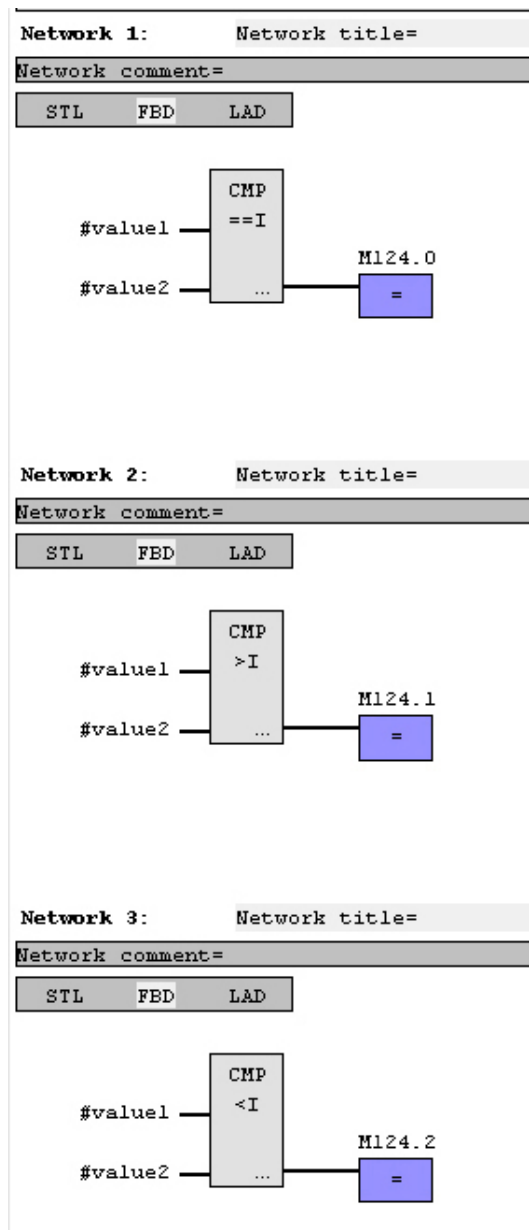 Network 1: Network title=
Network comment=
STL FBD LAD
CMP
#value1 ==I
M124.0
#value2 ... =
Network 2: Network title=
Network comment=
STL FBD LAD
CMP
#value1 >I
M124.1
#value2 ... =
Network 3: Network title=
Network comment=
STL FBD LAD
CMP
#value1 <I
M124.2
#value2 ... =